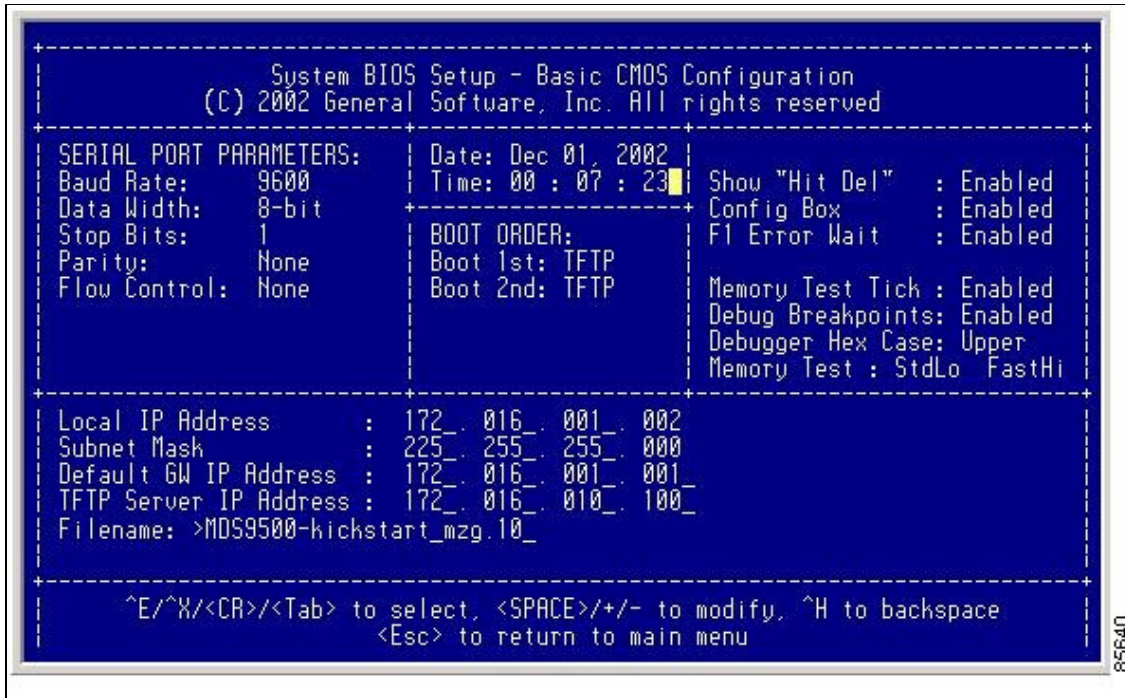 System BIOS Setup - Basic CMOS Configuration
(C) 2002 General Software, Inc. All rights reserved
SERIAL PORT PARAMETERS:
Baud Rate: 9600
Data Width: 8-bit
Stop Bits: 1
Parity: None
Flow Control: None
Date: Dec 01, 2002
Time: 00 : 07 : 23
BOOT ORDER:
Boot 1st: TFTP
Boot 2nd: TFTP
Show "Hit Del" : Enabled
Config Box : Enabled
F1 Error Wait : Enabled
Memory Test Tick : Enabled
Debug Breakpoints: Enabled
Debugger Hex Case: Upper
Memory Test : StdLo FastHi
Local IP Address : 172_. 016_. 001_. 002
Subnet Mask : 225_. 255_. 255_. 000
Default GW IP Address : 172_. 016_. 001_. 001_
TFTP Server IP Address : 172_. 016_. 010_. 100_
Filename: >MDS9500-kickstart_mzg.10_
^E/^X/<CR>/<Tab> to select, <SPACE>/+/- to modify, ^H to backspace
<Esc> to return to main menu
85640